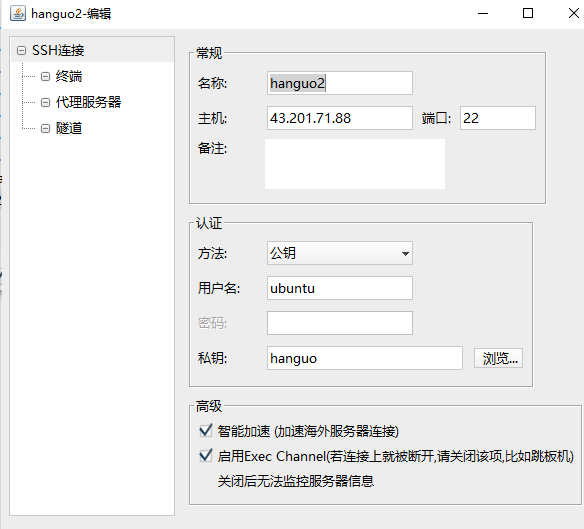 hanguo2-编辑
SSH连接
终端
代理服务器
隧道
常规
名称: hanguo2
主机: 43.201.71.88 端口: 22
备注:
认证
方法: 公钥
用户名: ubuntu
密码:
私钥: hanguo 浏览...
高级
智能加速 (加速海外服务器连接)
启用Exec Channel(若连接上就被断开,请关闭该项,比如跳板机)
关闭后无法监控服务器信息